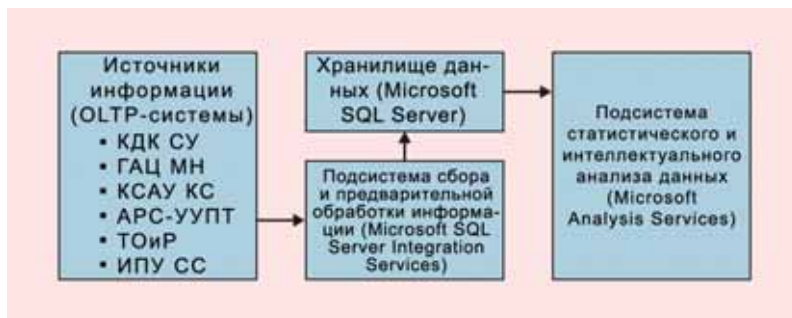 Источники
информации
(OLTP-системы)
• КДК СУ
• ГАЦ МН
• КСАУ КС
• АРС-УУПТ
• ТОиР
• ИПУ СС
Хранилище дан-
ных (Microsoft
SQL Server)
Подсистема сбора
и предварительной
обработки информа-
ции (Microsoft SQL
Server Integration
Services)
Подсистема
статистического и
интеллектуального
анализа данных
(Microsoft
Analysis Services)